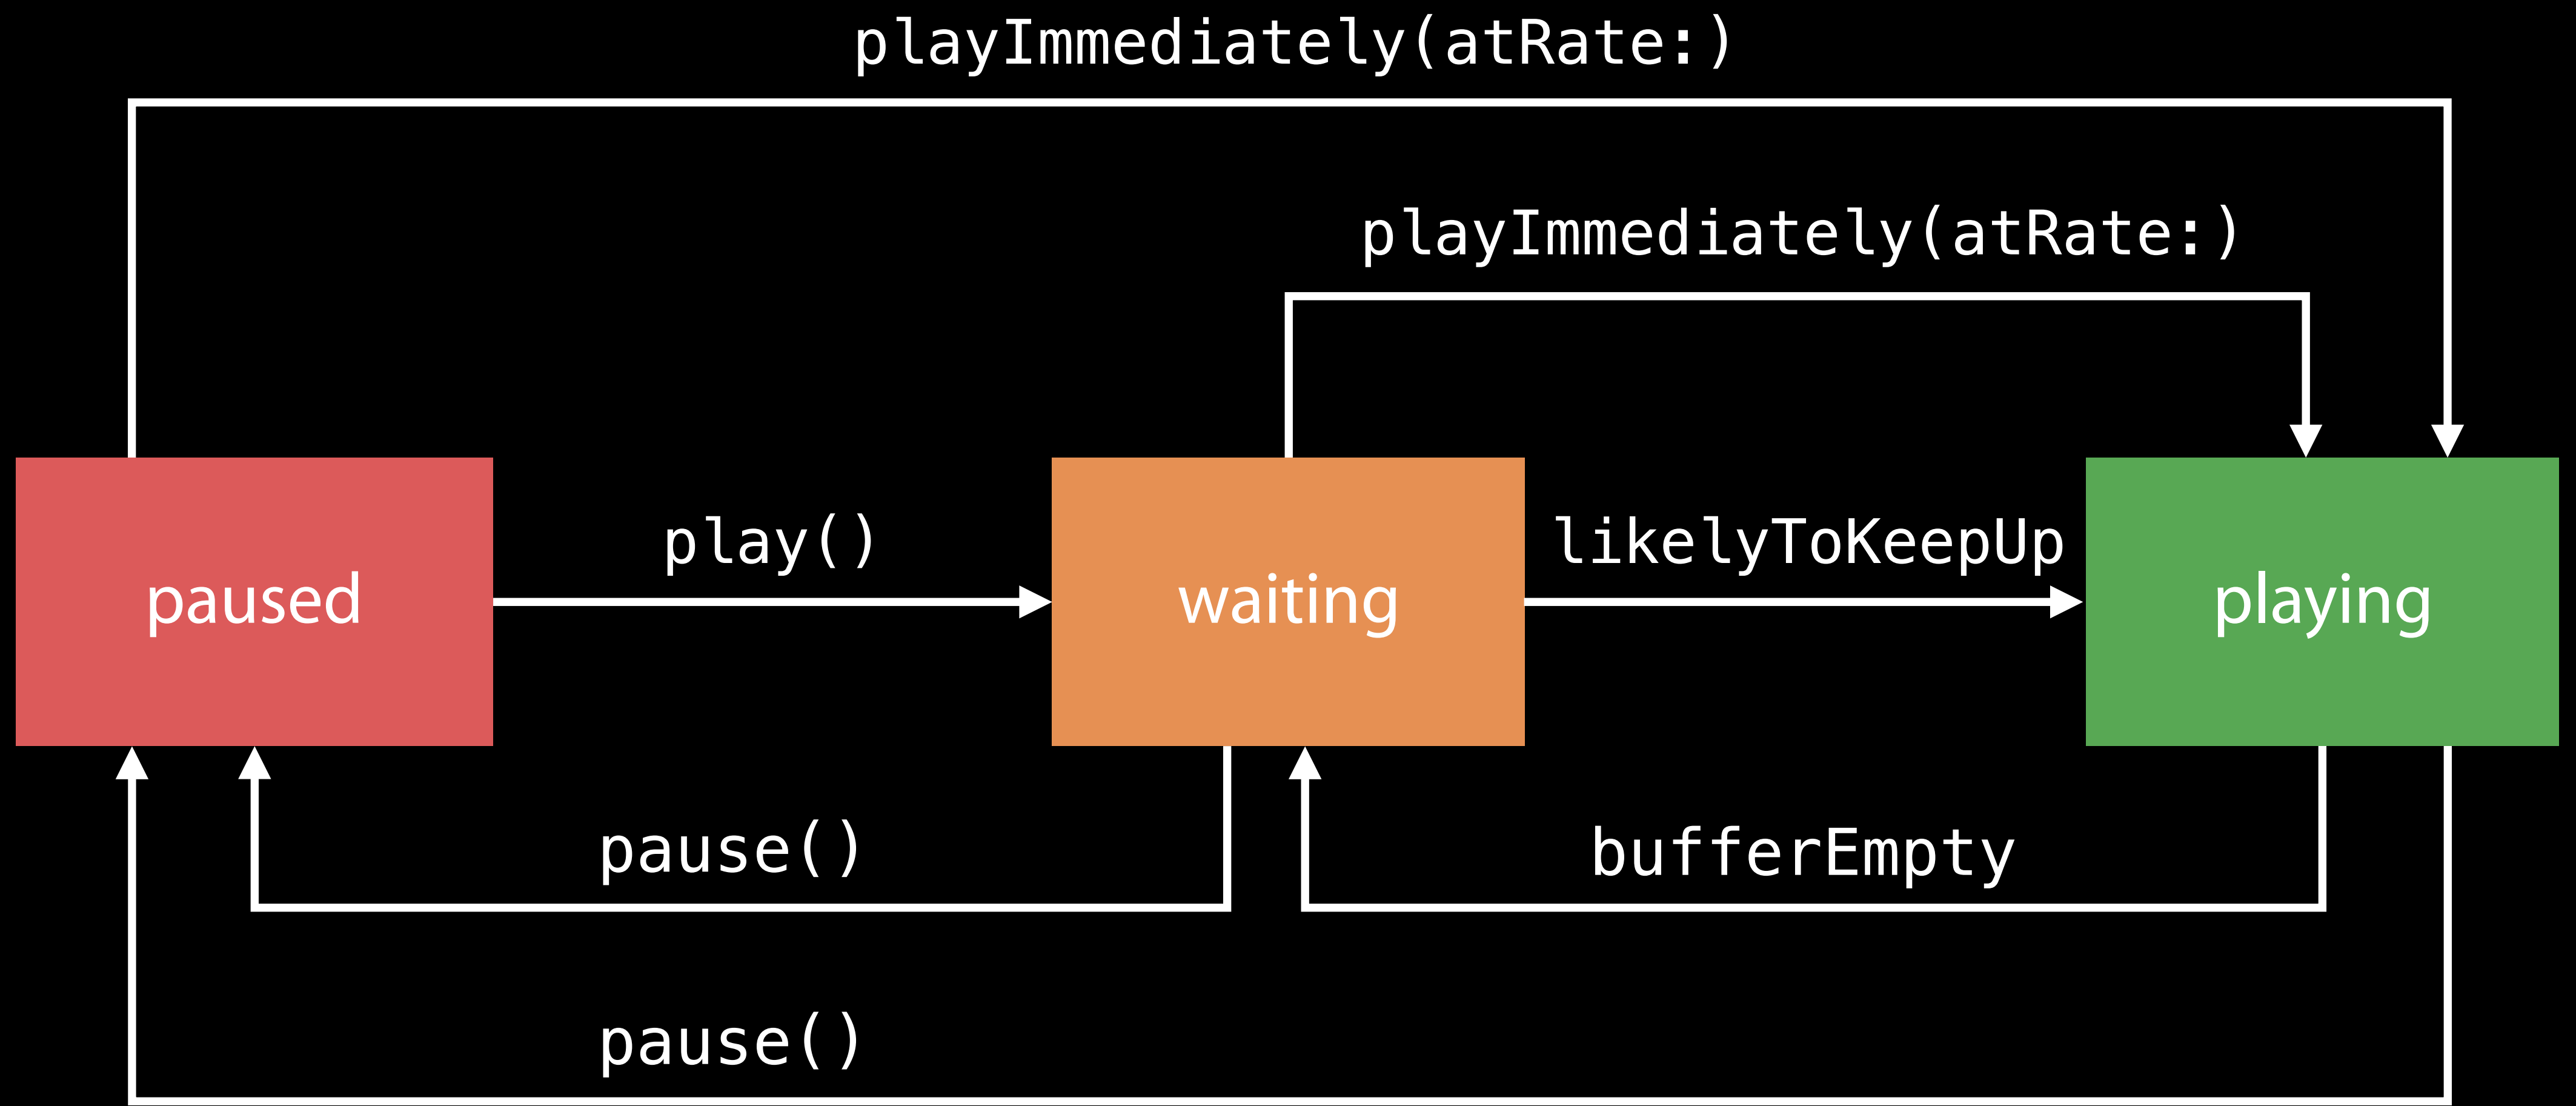 playImmediately(atRate:)
playImmediately(atRate:)
play()
likelyToKeepUp
paused
waiting
playing
pause()
bufferEmpty
pause()